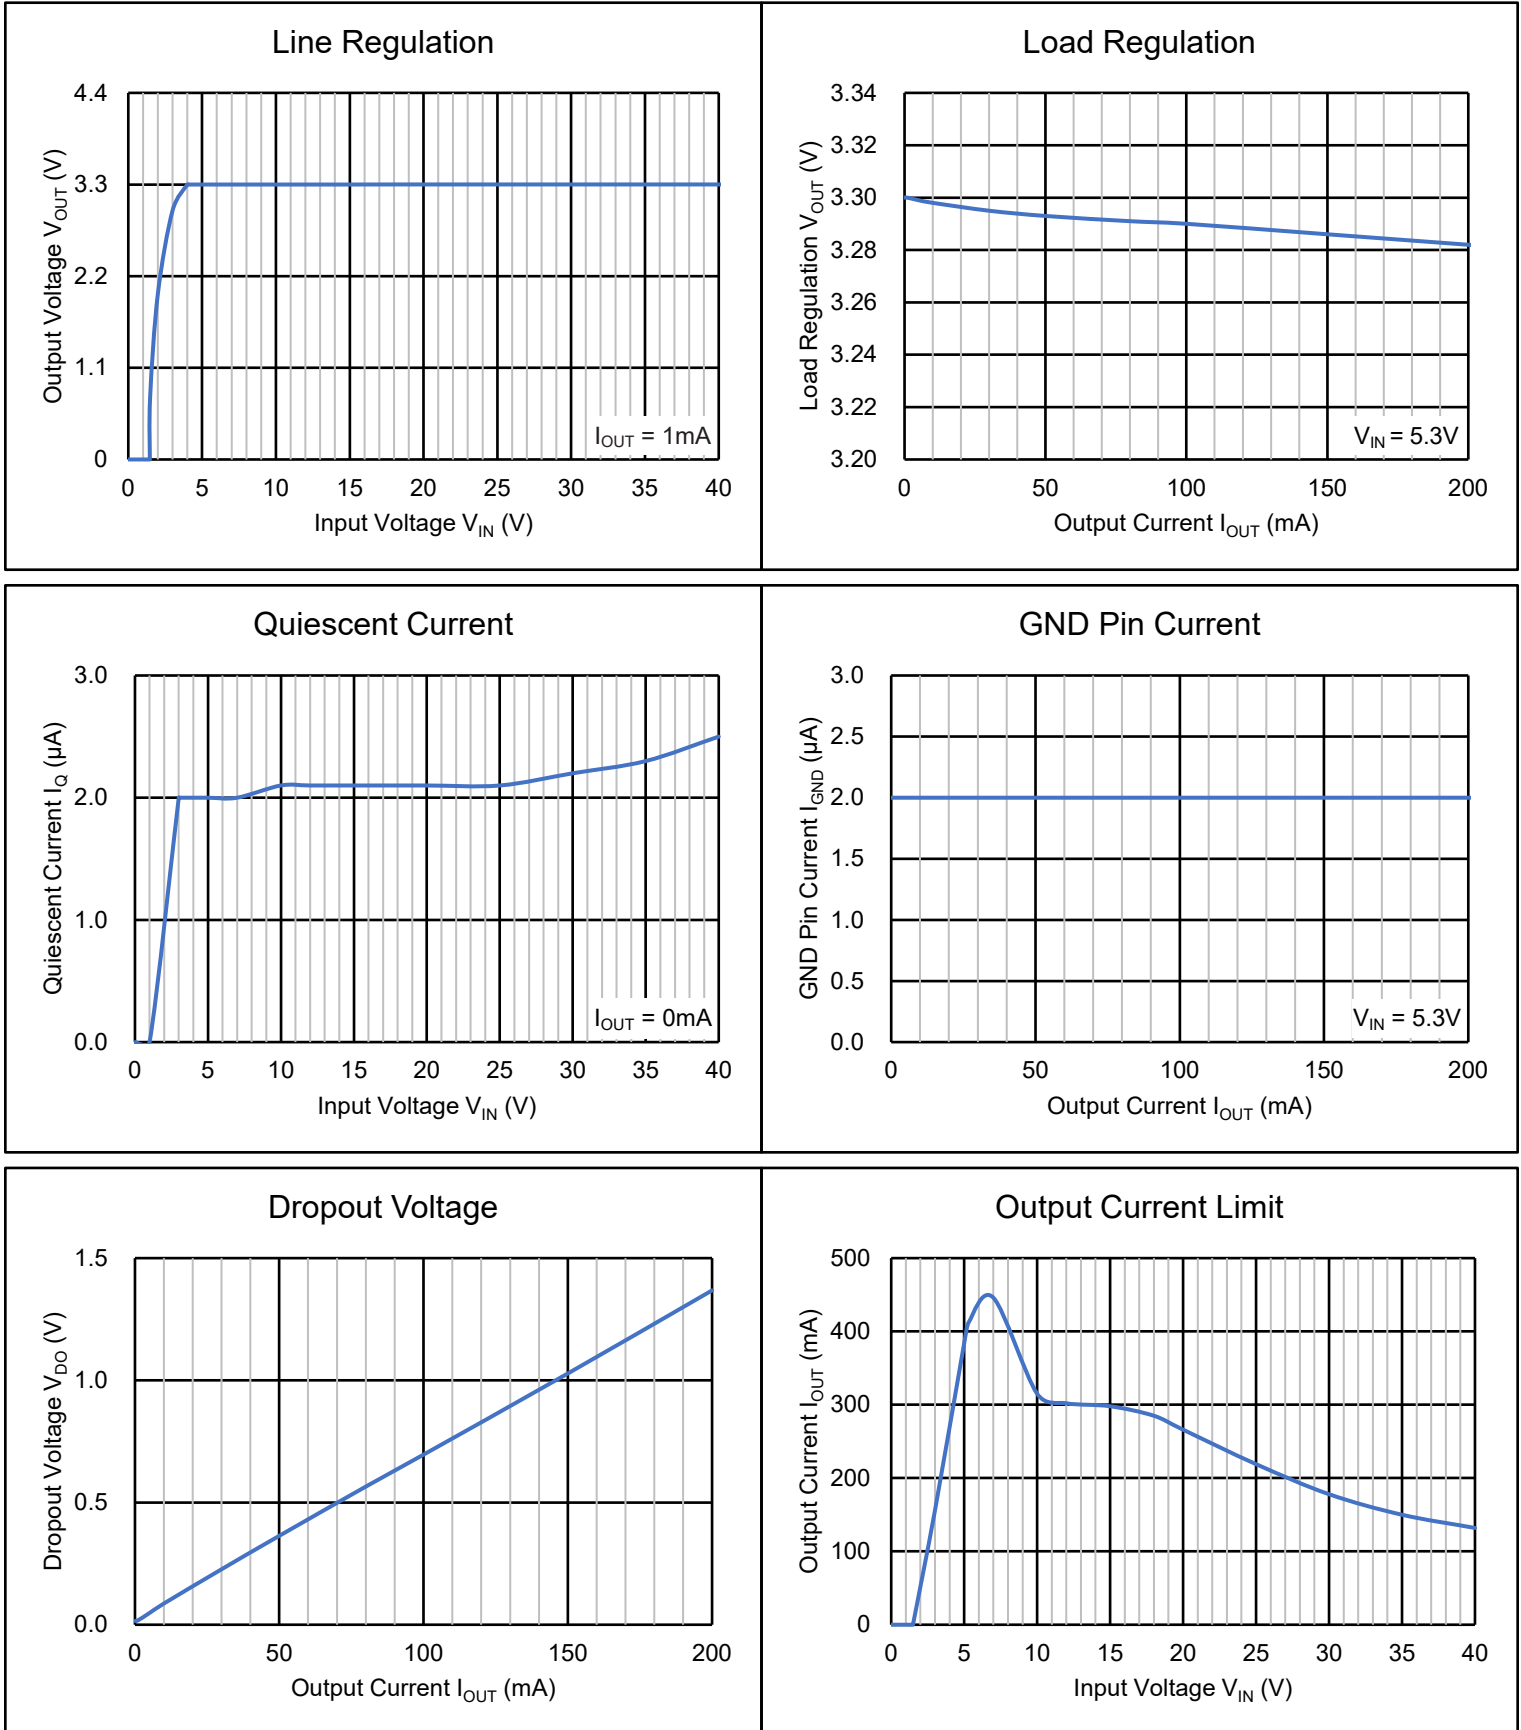 Line Regulation
4.4
3.3
2.2
1.1
0
Output Voltage VOUT (V)
IOUT = 1mA
0 5 10 15 20 25 30 35 40
Input Voltage VIN (V)
Load Regulation
3.34
3.32
3.30
3.28
3.26
3.24
3.22
3.20
Load Regulation VOUT (V)
VIN = 5.3V
0 50 100 150 200
Output Current IOUT (mA)
Quiescent Current
3.0
2.0
1.0
0.0
Quiescent Current IQ (µA)
IOUT = 0mA
0 5 10 15 20 25 30 35 40
Input Voltage VIN (V)
GND Pin Current
3.0
2.5
2.0
1.5
1.0
0.5
0.0
GND Pin Current IGND (µA)
VIN = 5.3V
0 50 100 150 200
Output Current IOUT (mA)
Dropout Voltage
1.5
1.0
0.5
0.0
Dropout Voltage VDO (V)
0 50 100 150 200
Output Current IOUT (mA)
Output Current Limit
500
400
300
200
100
0
Output Current IOUT (mA)
0 5 10 15 20 25 30 35 40
Input Voltage VIN (V)